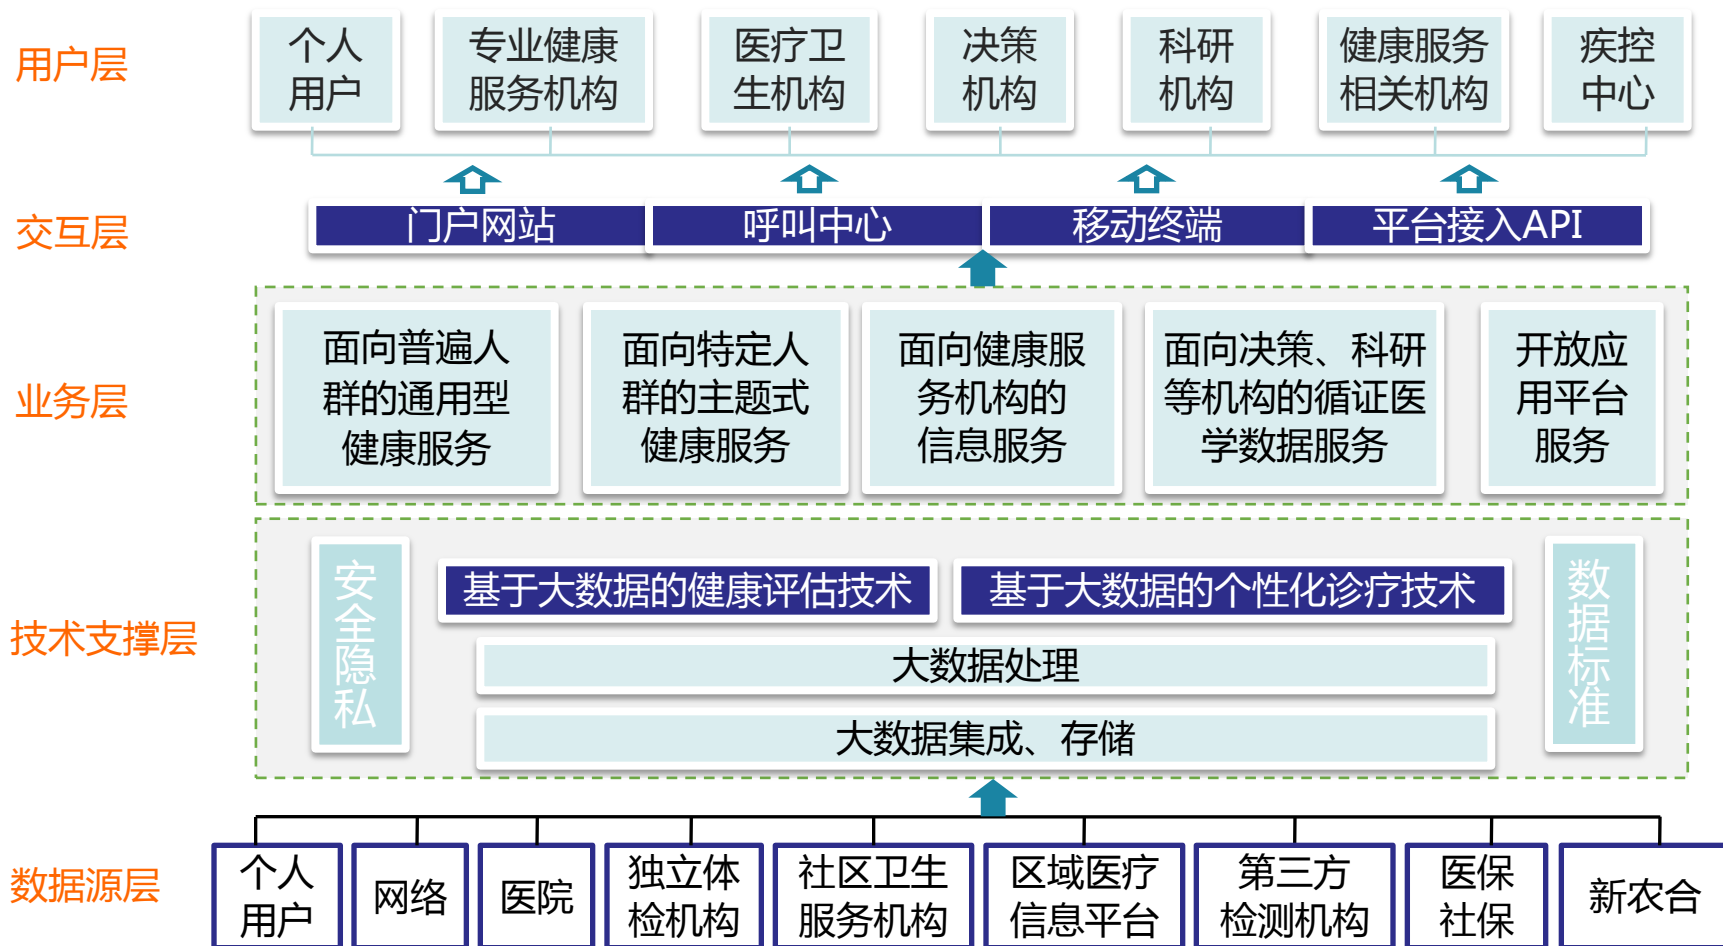 用户层
个人
用户
专业健康
服务机构
医疗卫
生机构
决策
机构
科研
机构
健康服务
相关机构
疾控
中心
交互层
门户网站
呼叫中心
移动终端
平台接入API
业务层
面向普遍人
群的通用型
健康服务
面向特定人
群的主题式
健康服务
面向健康服
务机构的
信息服务
面向决策、科研
等机构的循证医
学数据服务
开放应
用平台
服务
技术支撑层
安
全
隐
私
基于大数据的健康评估技术
基于大数据的个性化诊疗技术
大数据处理
大数据集成、存储
数
据
标
准
数据源层
个人
用户
网络
医院
独立体
检机构
社区卫生
服务机构
区域医疗
信息平台
第三方
检测机构
医保
社保
新农合